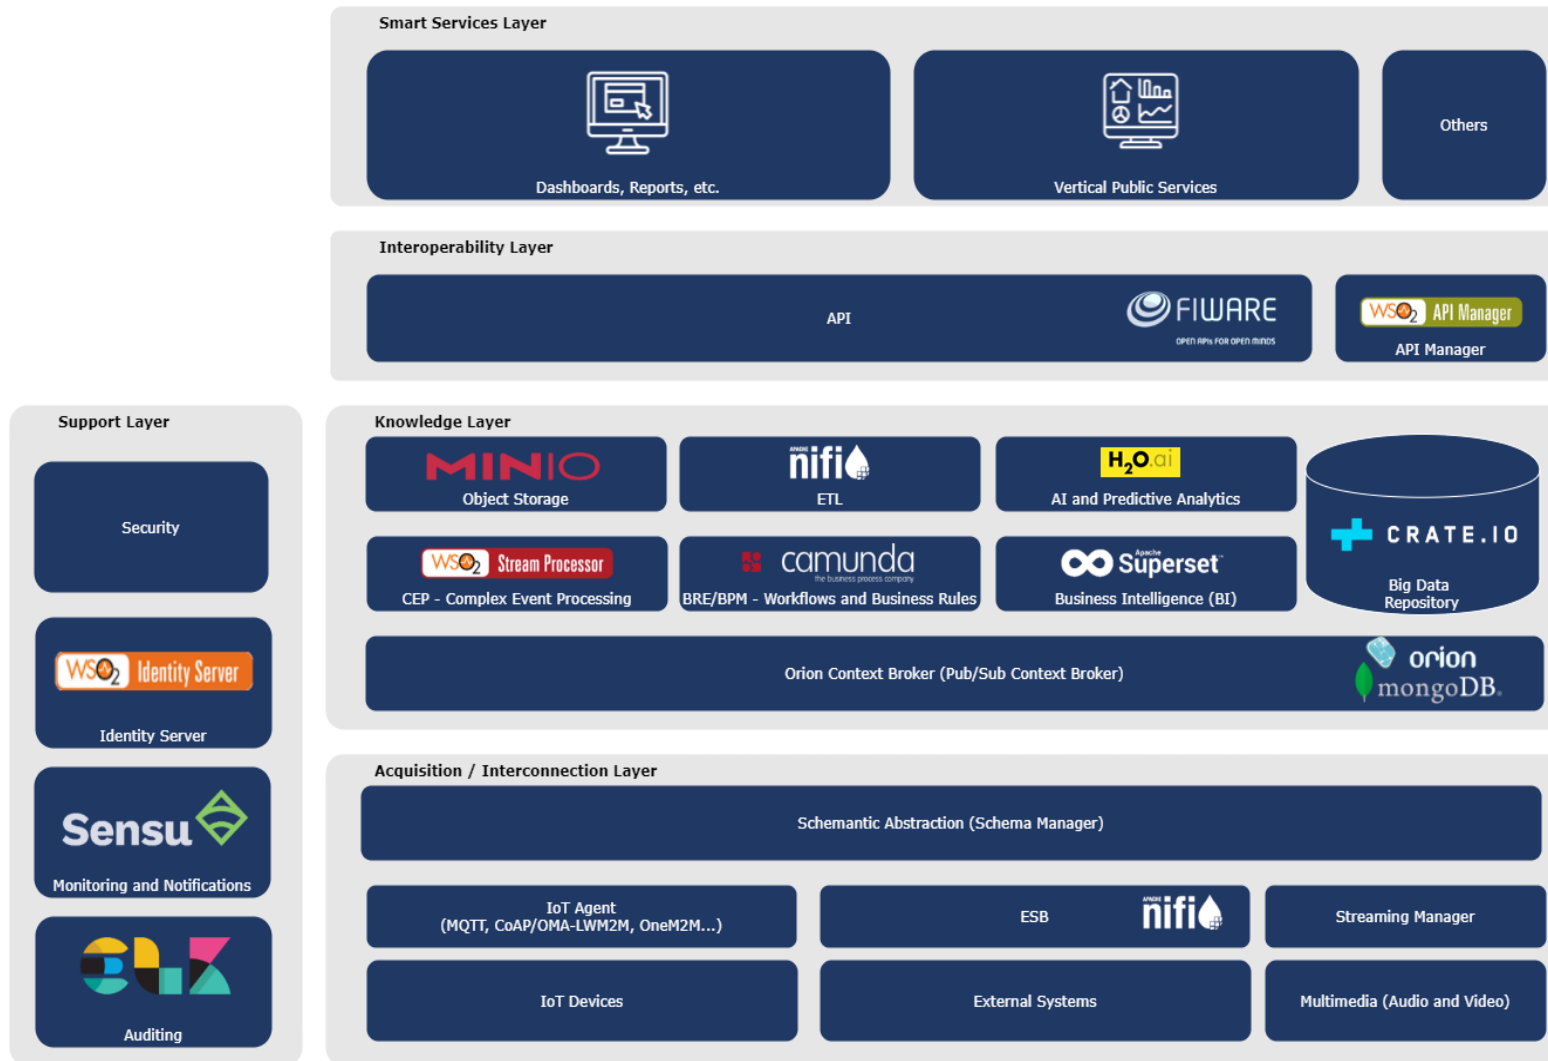 Smart Services Layer
Dashboards, Reports, etc.
Vertical Public Services
Others
Interoperability Layer
API
FIWARE
OPEN APIs FOR OPEN MINDS
WSO2 API Manager
API Manager
Support Layer
Security
WSO2 Identity Server
Identity Server
Sensu
Monitoring and Notifications
Auditing
Knowledge Layer
MINIO
Object Storage
APACHE
nifi
ETL
H2O.ai
AI and Predictive Analytics
CRATE.IO
Big Data
Repository
WSO2 Stream Processor
CEP - Complex Event Processing
camunda
the business process company
BRE/BPM - Workflows and Business Rules
Apache
Superset
Business Intelligence (BI)
Orion Context Broker (Pub/Sub Context Broker)
orion
mongoDB.
Acquisition / Interconnection Layer
Schemantic Abstraction (Schema Manager)
IoT Agent
(MQTT, CoAP/OMA-LWM2M, OneM2M...)
ESB
APACHE
nifi
Streaming Manager
IoT Devices
External Systems
Multimedia (Audio and Video)